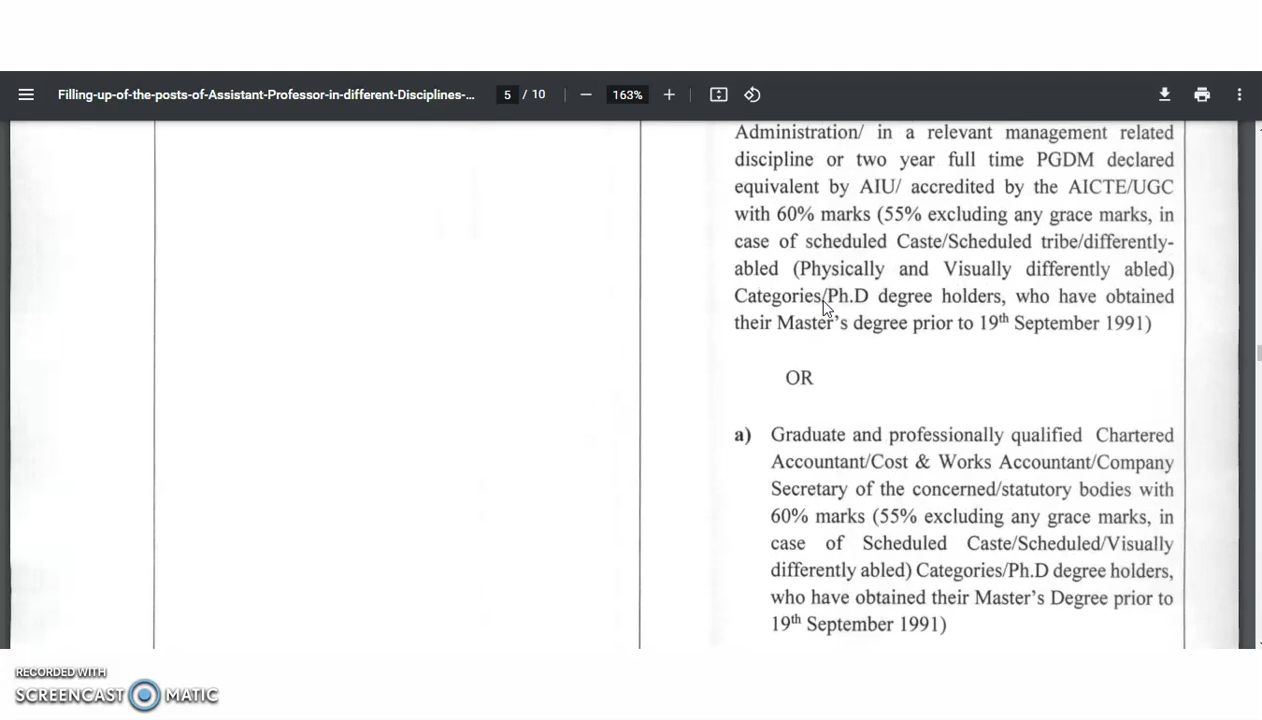 Filling-up-of-the-posts-of-Assistant-Professor-in-different-Disciplines-...
5 / 10
163%
Administration/ in a relevant management related
discipline or two year full time PGDM declared
equivalent by AIU/ accredited by the AICTE/UGC
with 60% marks (55% excluding any grace marks, in
case of scheduled Caste/Scheduled tribe/differently-
abled (Physically and Visually differently abled)
Categories/Ph.D degree holders, who have obtained
their Master's degree prior to 19th September 1991)
OR
a) Graduate and professionally qualified Chartered
Accountant/Cost & Works Accountant/Company
Secretary of the concerned/statutory bodies with
60% marks (55% excluding any grace marks, in
case of Scheduled Caste/Scheduled/Visually
differently abled) Categories/Ph.D degree holders,
who have obtained their Master's Degree prior to
19th September 1991)
RECORDED WITH
SCREENCAST MATIC